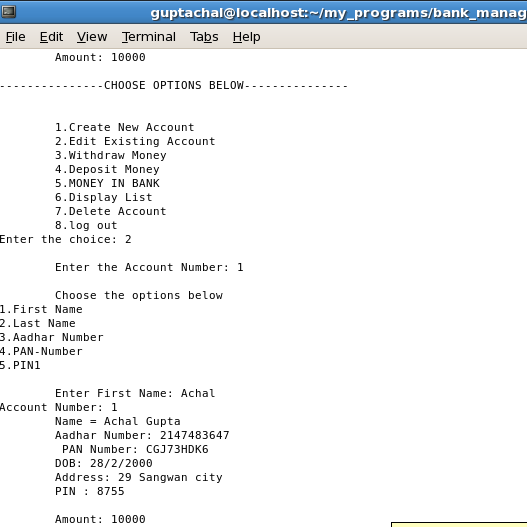 guptachal@localhost:~/my_programs/bank_manag
File Edit View Terminal Tabs Help
Amount: 10000
---------------CHOOSE OPTIONS BELOW---------------
1.Create New Account
2.Edit Existing Account
3.Withdraw Money
4.Deposit Money
5.MONEY IN BANK
6.Display List
7.Delete Account
8.log out
Enter the choice: 2
Enter the Account Number: 1
Choose the options below
1.First Name
2.Last Name
3.Aadhar Number
4.PAN-Number
5.PIN1
Enter First Name: Achal
Account Number: 1
Name = Achal Gupta
Aadhar Number: 2147483647
PAN Number: CGJ73HDK6
DOB: 28/2/2000
Address: 29 Sangwan city
PIN : 8755
Amount: 10000